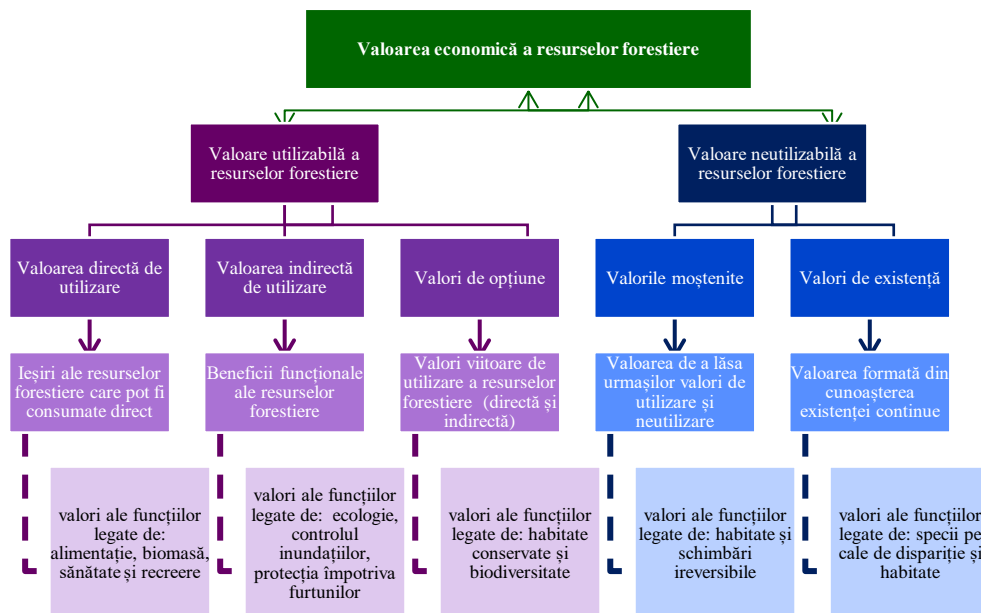 Valoarea economică a resurselor forestiere
Valoare utilizabilă a
resurselor forestiere
Valoare neutilizabilă a
resurselor forestiere
Valoarea directă de
utilizare
Valoarea indirectă
de utilizare
Valori de opțiune
Valorile moștenite
Valori de existență
Ieșiri ale resurselor
forestiere care pot fi
consumate direct
Beneficii funcționale
ale resurselor
forestiere
Valori viitoare de
utilizare a resurselor
forestiere (directă și
indirectă)
Valoarea de a lăsa
urmașilor valori de
utilizare și
neutilizare
Valoarea formată din
cunoașterea
existenței continue
valori ale funcțiilor
legate de:
alimentație, biomasă,
sănătate și recreere
valori ale funcțiilor
legate de: ecologie,
controlul
inundațiilor,
protecția împotriva
furtunilor
valori ale funcțiilor
legate de: habitate
conservate și
biodiversitate
valori ale funcțiilor
legate de: habitate și
schimbări
ireversibile
valori ale funcțiilor
legate de: specii pe
cale de dispariție și
habitate